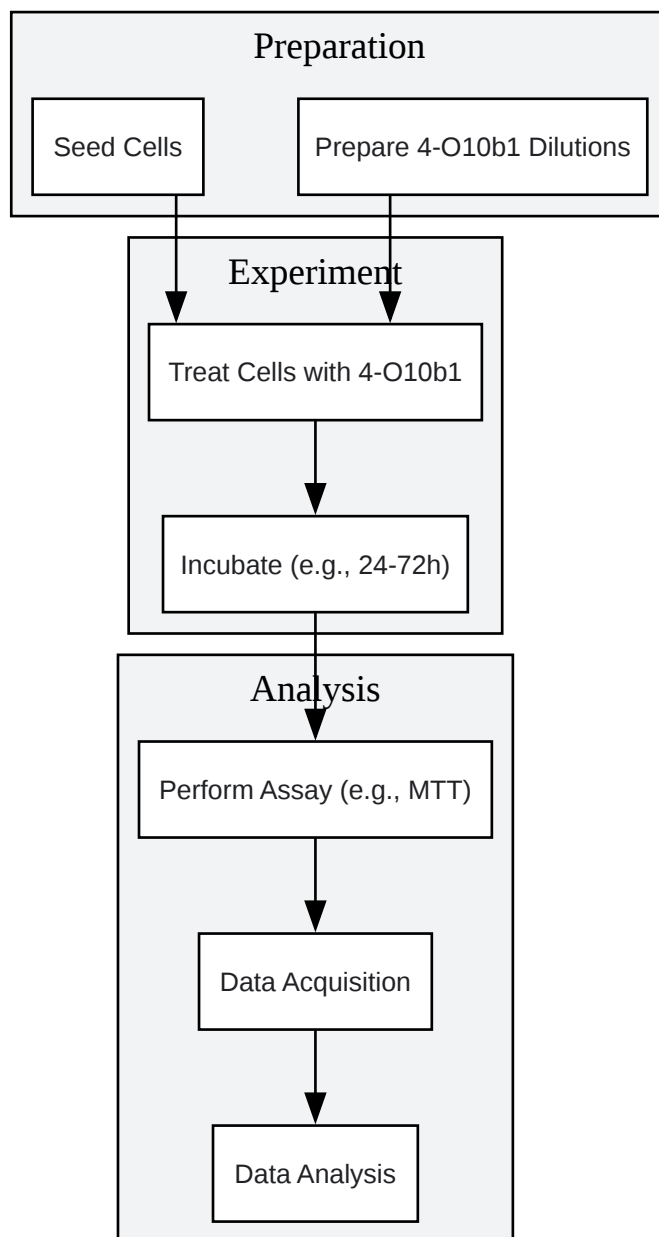 Preparation
Seed Cells
Prepare 4-O10b1 Dilutions
Experiment
Treat Cells with 4-O10b1
Incubate (e.g., 24-72h)
Analysis
Perform Assay (e.g., MTT)
Data Acquisition
Data Analysis